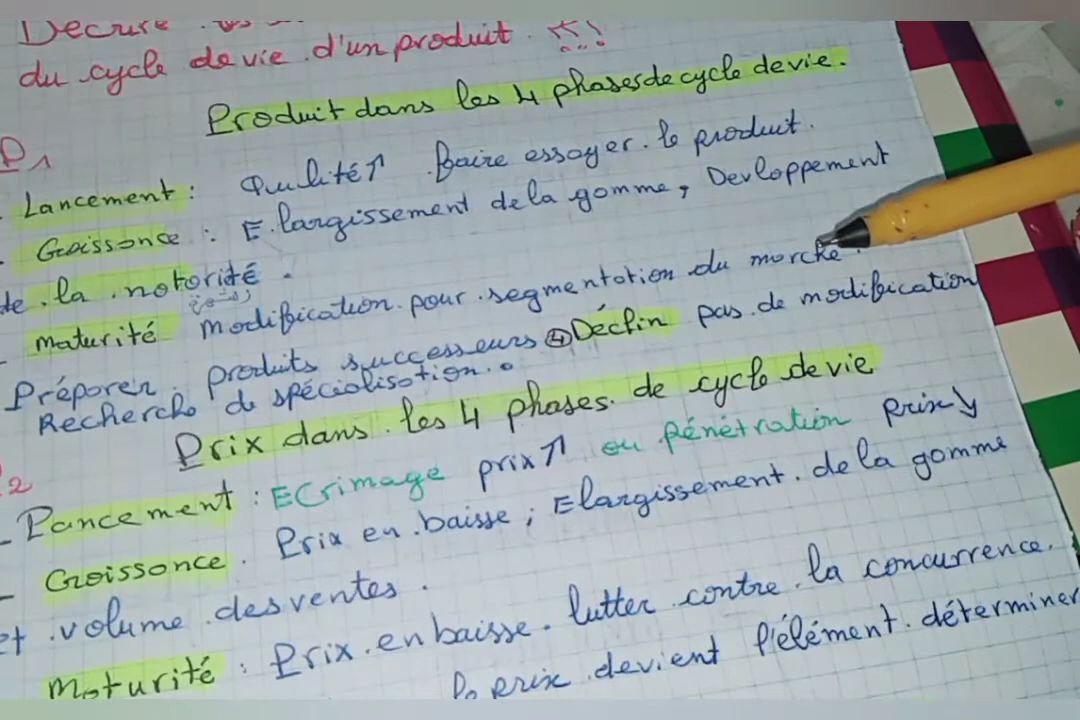 Decrire
du cycle de vie d'un produit. !
Produit dans les 4 phases de cycle de vie.
P1
- Lancement : Qualité↑ Faire essayer le produit.
- Croissance : Elargissement de la gamme, Devloppement
de la notorité.
- Maturité modification pour segmentation du marché.
Préparer produits successeurs ④ Déclin pas de modification
Recherche de spécialisation.
Prix dans les 4 phases de cycle de vie
2
- Lancement : ECrimage prix↑ ou pénétration prix↘
- Croissance. Prix en baisse ; Elargissement de la gamme
et volume des ventes.
Maturité : Prix en baisse. lutter contre la concurrence.
le prix devient l'élément déterminer